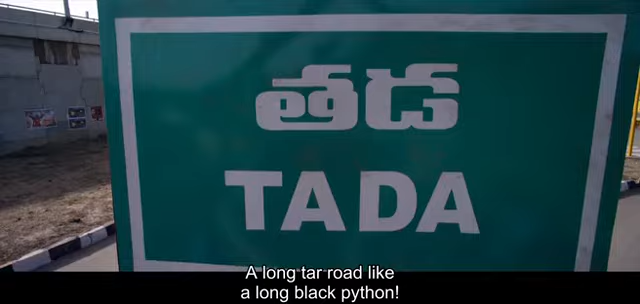 తడ
TADA
A long tar road like
a long black python!